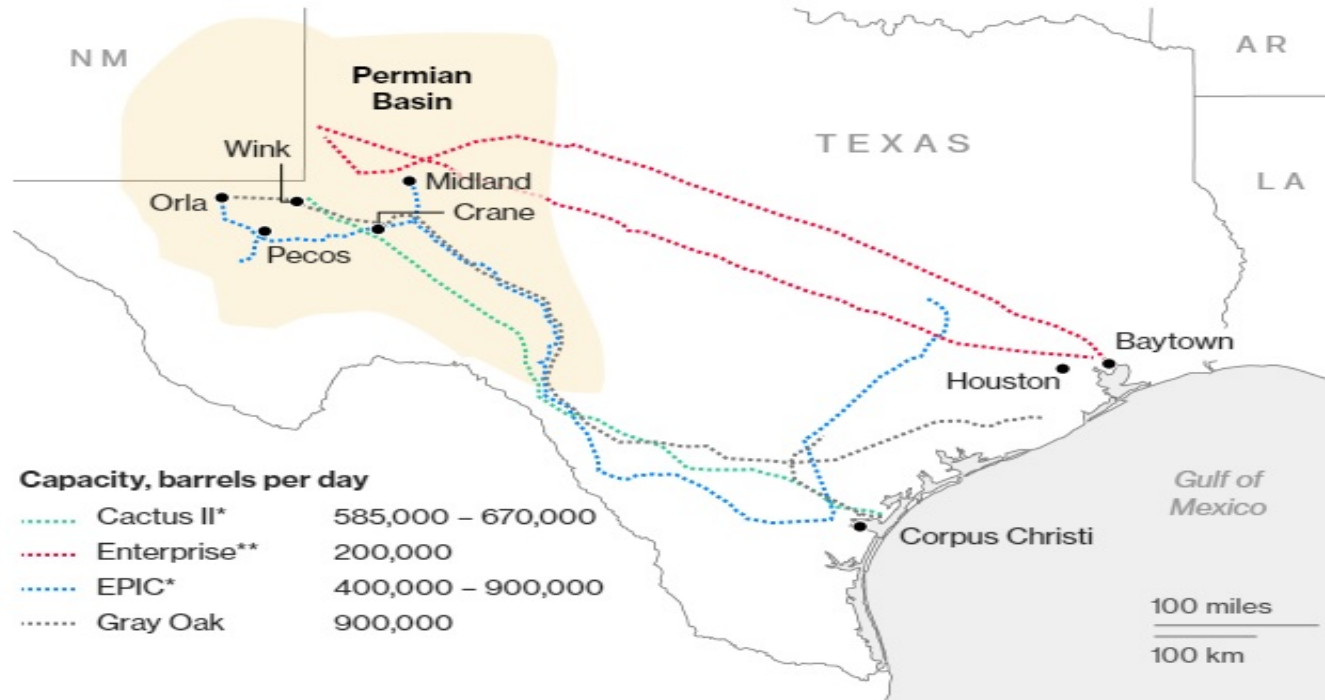 NM
AR
Permian
Basin
TEXAS
Wink
LA
Midland
Orla
Crane
Pecos
Baytown
Houston
Capacity, barrels per day
Cactus II* 585,000 – 670,000
Enterprise** 200,000
EPIC* 400,000 – 900,000
Gray Oak 900,000
Gulf of
Mexico
Corpus Christi
100 miles
100 km